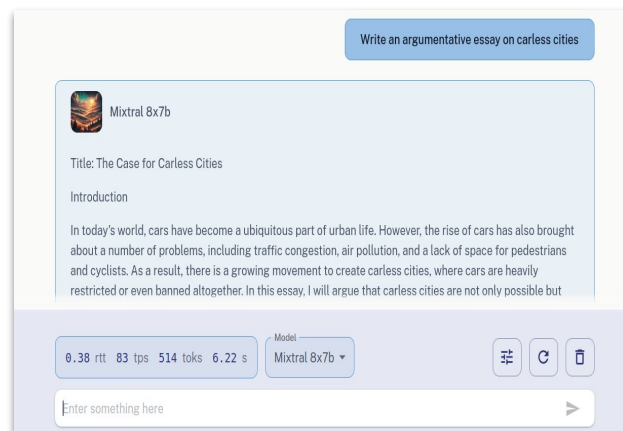 Write an argumentative essay on carless cities
Mixtral 8x7b
Title: The Case for Carless Cities
Introduction
In today's world, cars have become a ubiquitous part of urban life. However, the rise of cars has also brought
about a number of problems, including traffic congestion, air pollution, and a lack of space for pedestrians
and cyclists. As a result, there is a growing movement to create carless cities, where cars are heavily
restricted or even banned altogether. In this essay, I will argue that carless cities are not only possible but
Model
0.38 rtt 83 tps 514 toks 6.22 s Mixtral 8x7b
Enter something here